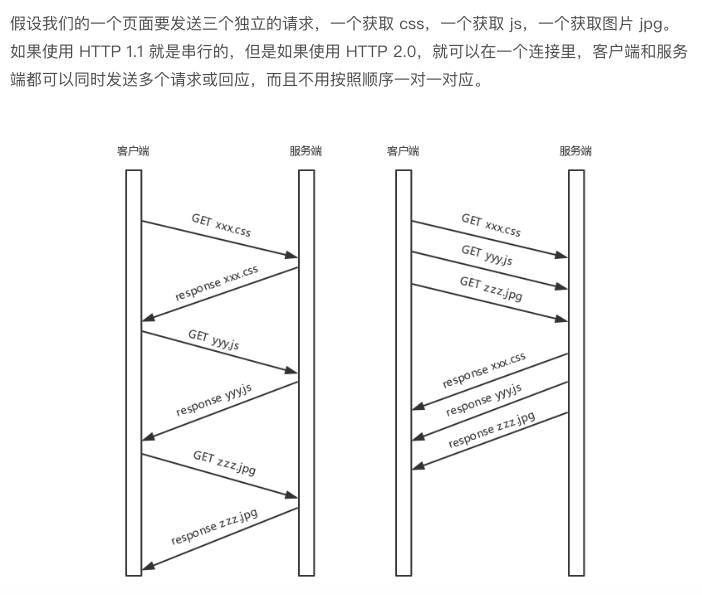 假设我们的一个页面要发送三个独立的请求，一个获取 css，一个获取 js，一个获取图片 jpg。
如果使用 HTTP 1.1 就是串行的，但是如果使用 HTTP 2.0，就可以在一个连接里，客户端和服务
端都可以同时发送多个请求或回应，而且不用按照顺序一对一对应。
客户端
服务端
GET xxx.css
response xxx.css
GET yyy.js
response yyy.js
GET zzz.jpg
response zzz.jpg
客户端
服务端
GET xxx.css
GET yyy.js
GET zzz.jpg
response xxx.css
response yyy.js
response zzz.jpg